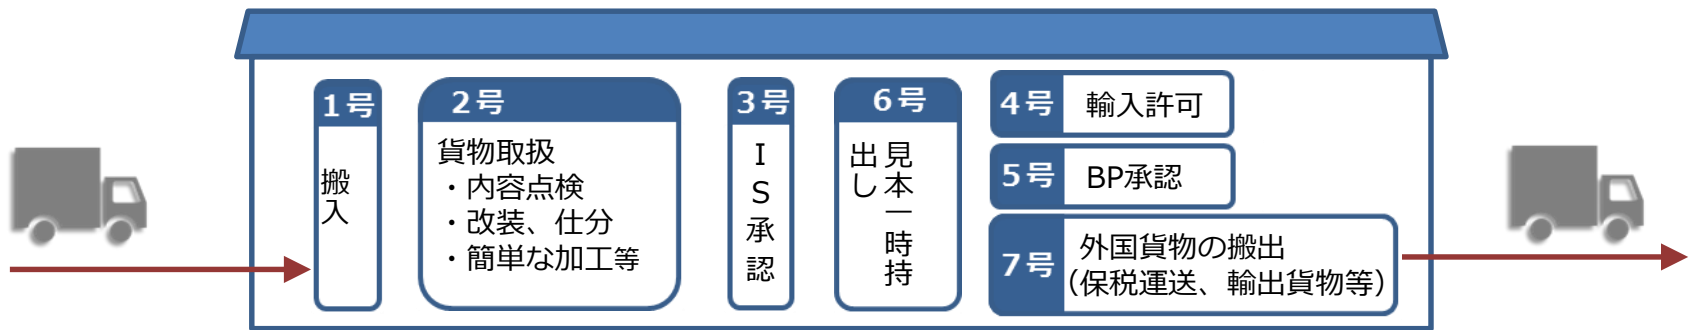 1号
搬入
2号
貨物取扱
・内容点検
・改装、仕分
・簡単な加工等
3号
IS承認
6号
見本一時持
出し
4号
輸入許可
5号
BP承認
7号
外国貨物の搬出
(保税運送、輸出貨物等)